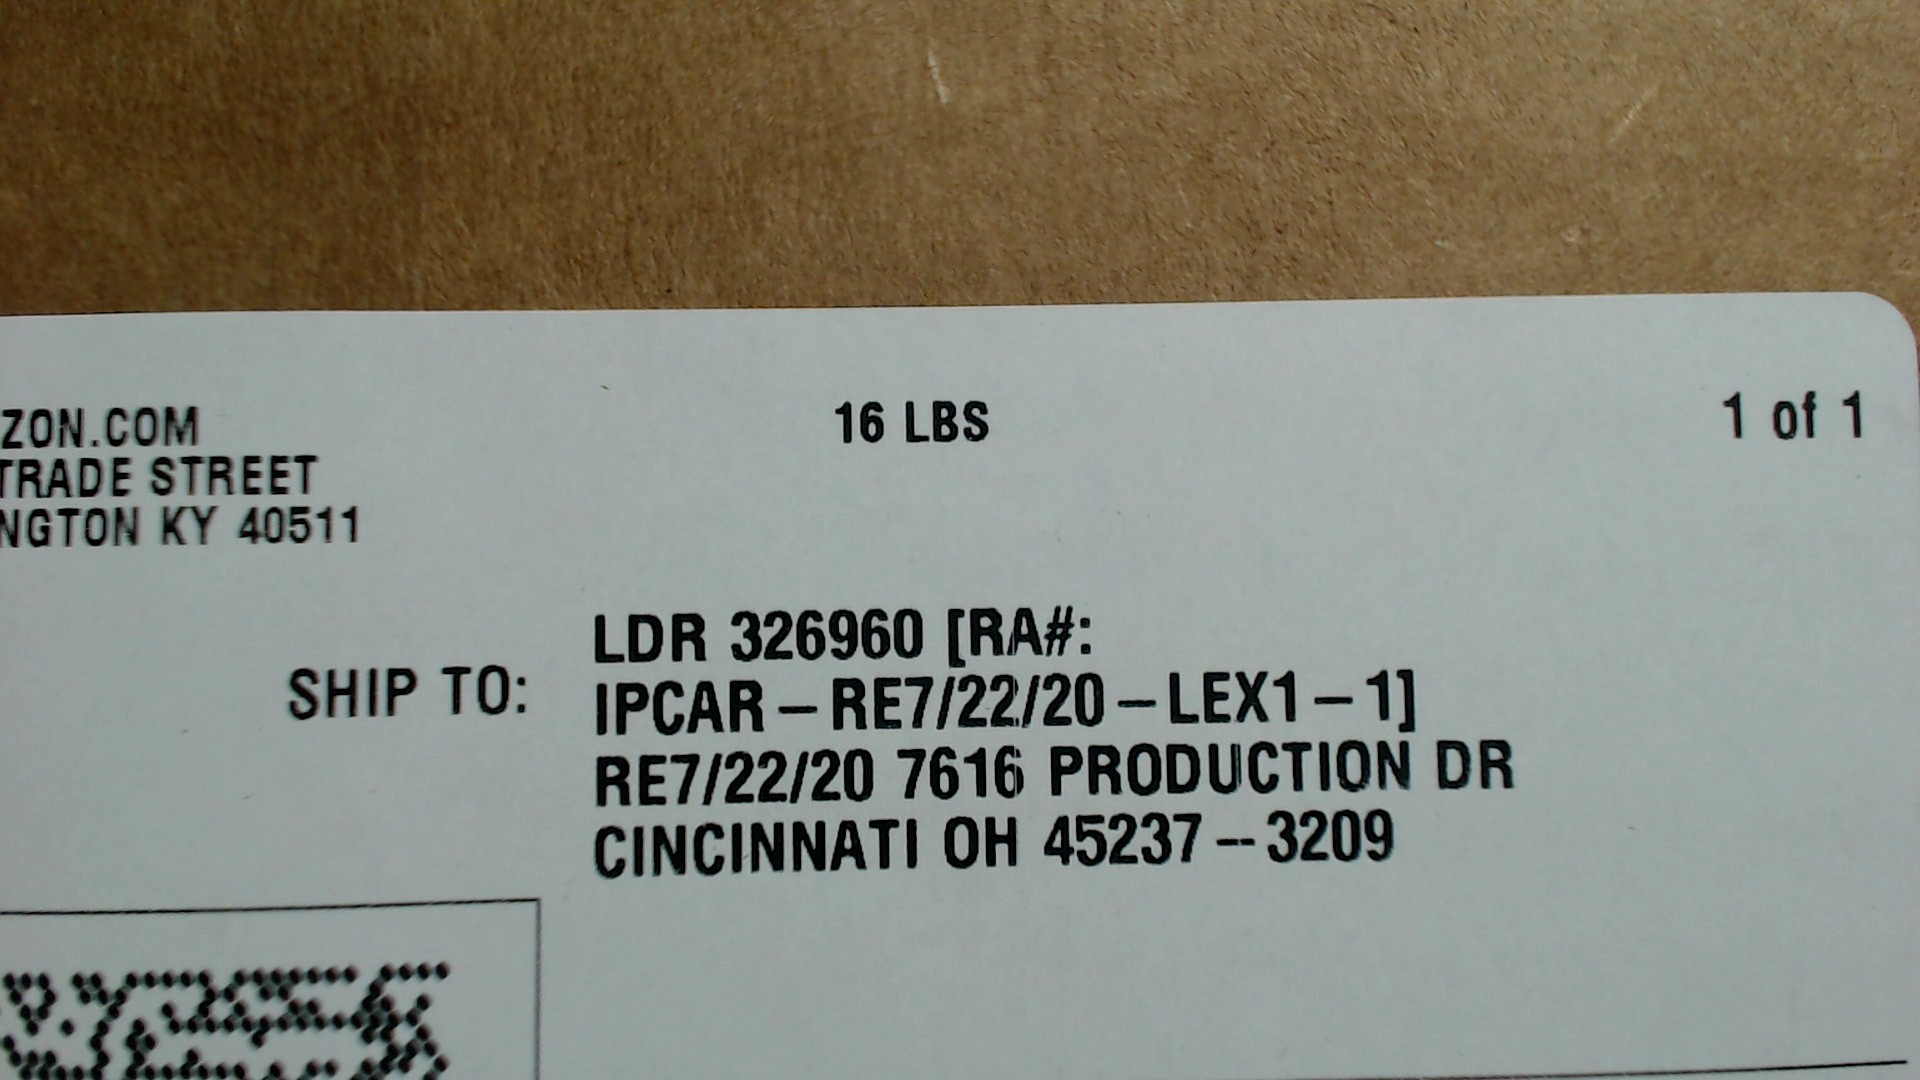 ZON.COM
TRADE STREET
NGTON KY 40511
16 LBS
1 of 1
SHIP TO:
LDR 326960 [RA#:
IPCAR–RE7/22/20–LEX1–1]
RE7/22/20 7616 PRODUCTION DR
CINCINNATI OH 45237--3209